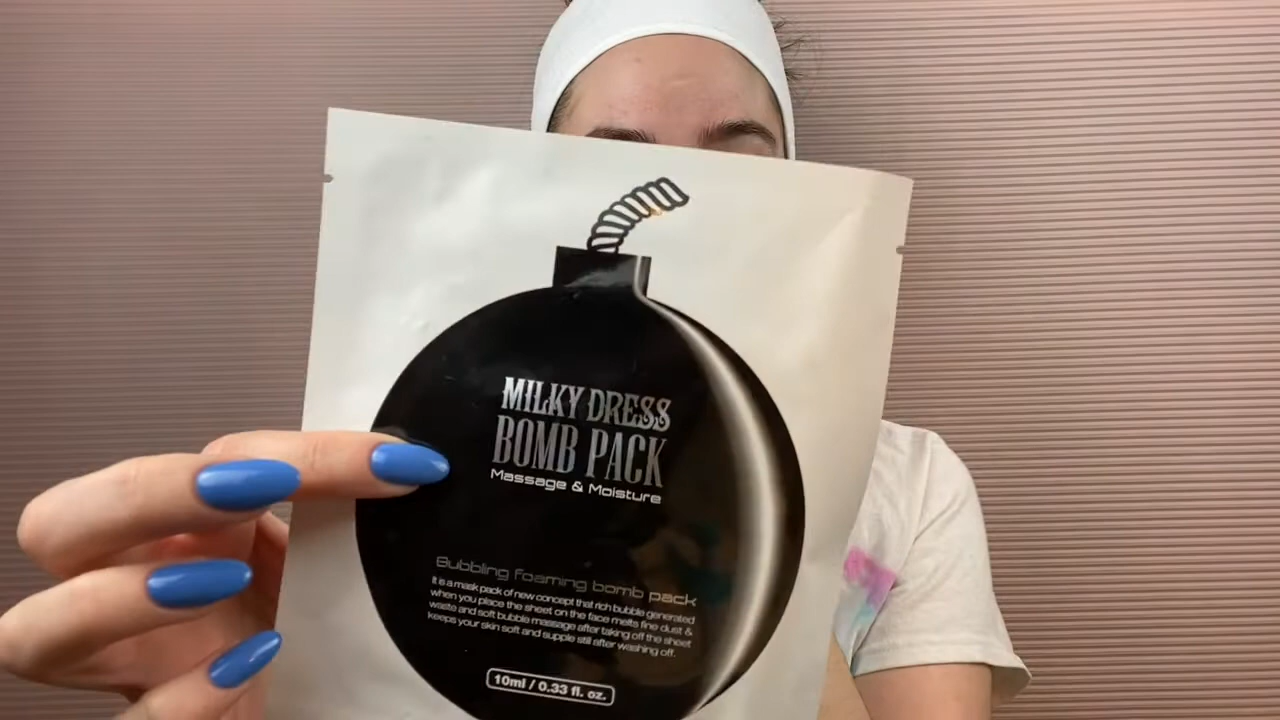 MILKY DRESS
BOMB PACK
Massage & Moisture
Bubbling foaming bomb pack
It is a mask pack of new concept that rich bubble generated
when you place the sheet on the face melts fine dust &
waste and soft bubble massage after taking off the sheet
keeps your skin soft and supple still after washing off.
10ml / 0.33 fl. oz.